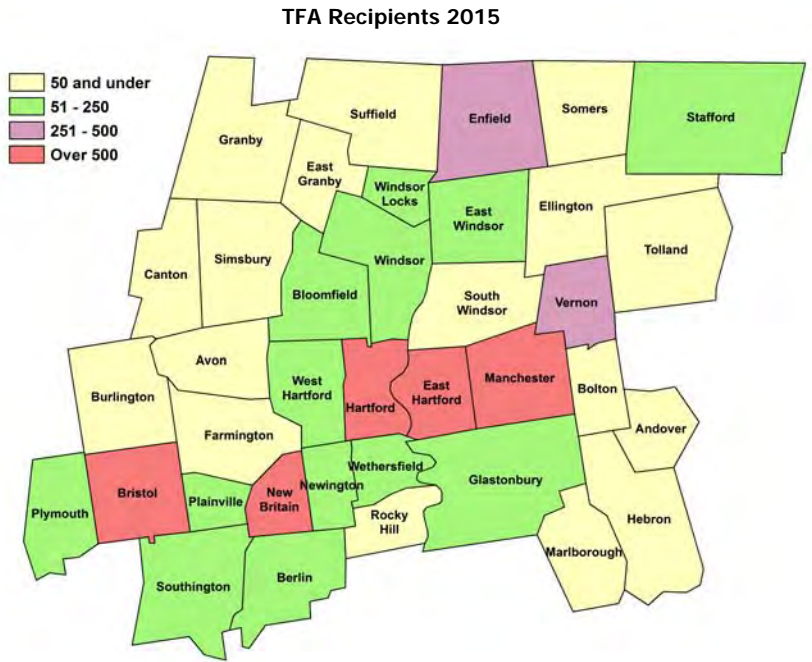 TFA Recipients 2015
50 and under
51 - 250
251 - 500
Over 500
Suffield
Enfield
Somers
Stafford
Granby
East
Granby
Windsor
Locks
East
Windsor
Ellington
Tolland
Canton
Simsbury
Windsor
Bloomfield
South
Windsor
Vernon
Burlington
Avon
West
Hartford
Hartford
East
Hartford
Manchester
Bolton
Andover
Farmington
Plymouth
Bristol
Plainville
New
Britain
Newington
Wethersfield
Glastonbury
Rocky
Hill
Hebron
Marlborough
Southington
Berlin